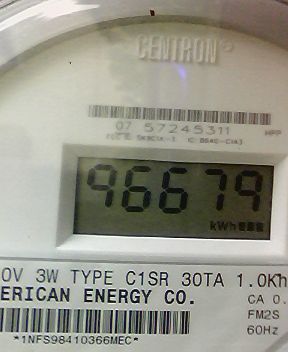 CENTRON®
07 57245311 HPP
96679
kWh
0V 3W TYPE C1SR 30TA 1.0Kh
ERICAN ENERGY CO. CA 0.
FM2S
60Hz
*1NFS98410366MEC*